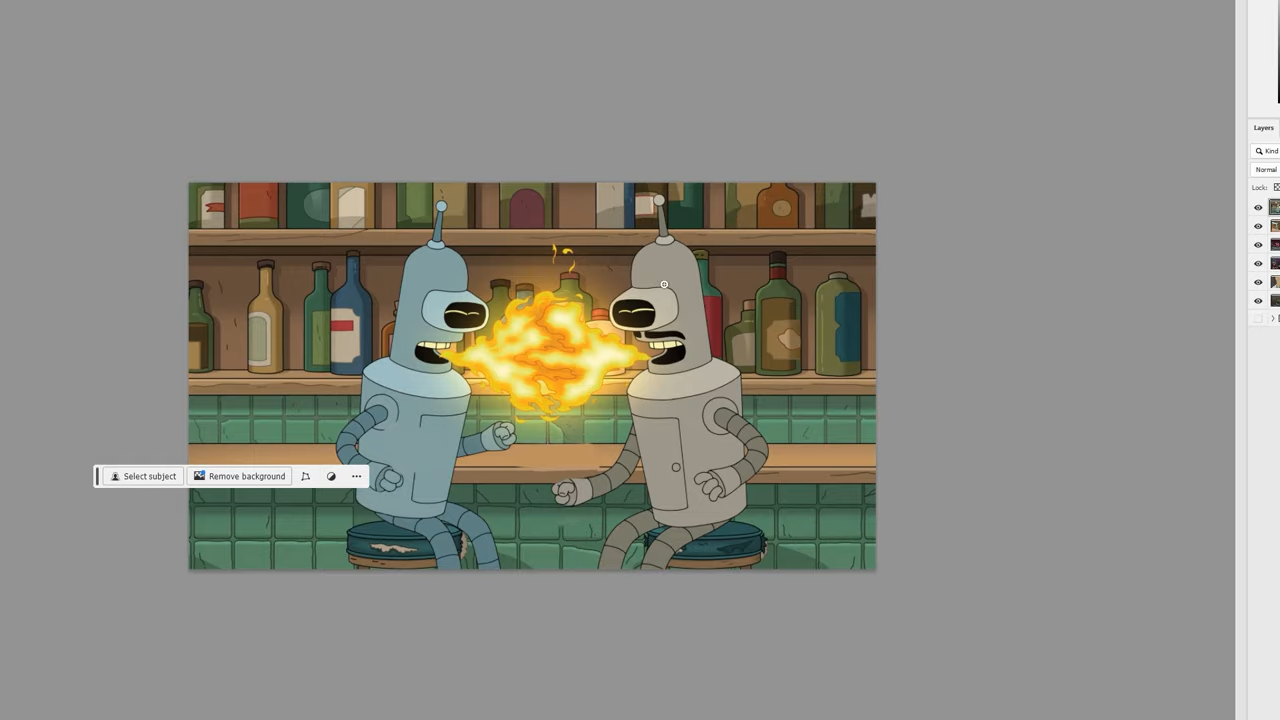 Layers
Kind
Normal
Lock:
Select subject
Remove background